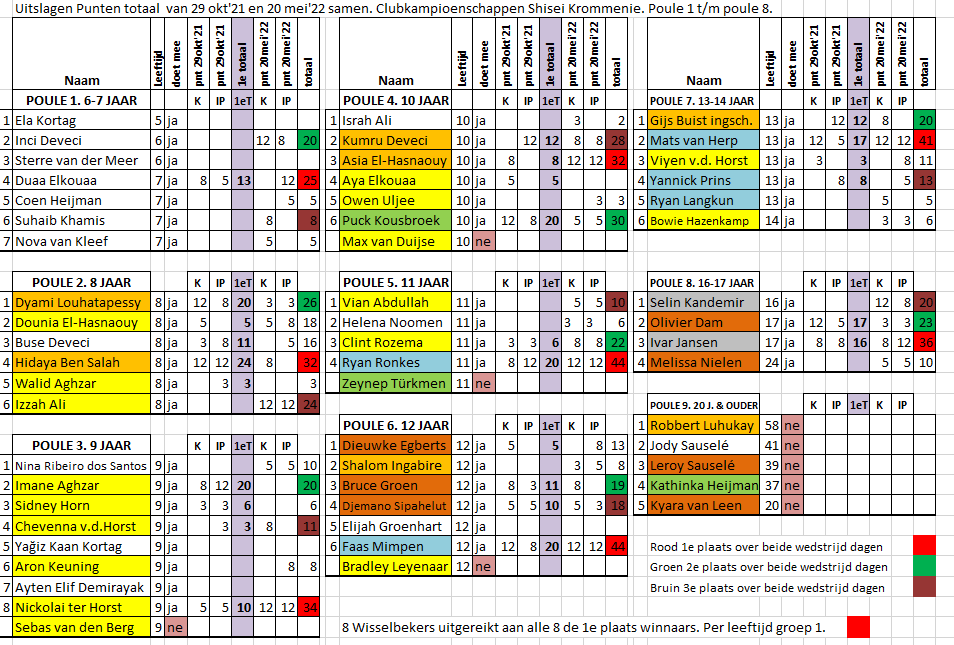 Uitslagen Punten totaal van 29 okt'21 en 20 mei'22 samen. Clubkampioenschappen Shisei Krommenie. Poule 1 t/m poule 8.
Naam leeftijd doet mee pnt 29okt'21 pnt 29okt'21 1e totaal pnt 20mei'22 pnt 20mei'22 totaal
POULE 1. 6-7 JAAR K IP 1eT K IP
1 Ela Kortag 5 ja
2 Inci Deveci 6 ja 12 8 20
3 Sterre van der Meer 6 ja
4 Duaa Elkouaa 7 ja 8 5 13 12 25
5 Coen Heijman 7 ja 5 5
6 Suhaib Khamis 7 ja 8 8
7 Nova van Kleef 7 ja 5 5
POULE 2. 8 JAAR K IP 1eT K IP
1 Dyami Louhatapessy 8 ja 12 8 20 3 3 26
2 Dounia El-Hasnaouy 8 ja 5 5 5 8 18
3 Buse Deveci 8 ja 3 8 11 5 16
4 Hidaya Ben Salah 8 ja 12 12 24 8 32
5 Walid Aghzar 8 ja 3 3 3
6 Izzah Ali 8 ja 12 12 24
POULE 3. 9 JAAR K IP 1eT K IP
1 Nina Ribeiro dos Santos 9 ja 5 5 10
2 Imane Aghzar 9 ja 8 12 20 20
3 Sidney Horn 9 ja 3 3 6 6
4 Chevenna v.d.Horst 9 ja 3 3 8 11
5 Yağiz Kaan Kortag 9 ja
6 Aron Keuning 9 ja 8 8
7 Ayten Elif Demirayak 9 ja
8 Nickolai ter Horst 9 ja 5 5 10 12 12 34
Sebas van den Berg 9 ne
Naam leeftijd doet mee pnt 29okt'21 pnt 29okt'21 1e totaal pnt 20mei'22 pnt 20mei'22 totaal
POULE 4. 10 JAAR K IP 1eT K IP
1 Israh Ali 10 ja 3 2
2 Kumru Deveci 10 ja 12 12 8 8 28
3 Asia El-Hasnaouy 10 ja 8 8 12 12 32
4 Aya Elkouaa 10 ja 5 5
5 Owen Uljee 10 ja 3 3
6 Puck Kousbroek 10 ja 12 8 20 5 5 30
Max van Duijse 10 ne
POULE 5. 11 JAAR K IP 1eT K IP
1 Vian Abdullah 11 ja 5 5 10
2 Helena Noomen 11 ja 3 3 6
3 Clint Rozema 11 ja 3 3 6 8 8 22
4 Ryan Ronkes 11 ja 8 12 20 12 12 44
Zeynep Türkmen 11 ne
POULE 6. 12 JAAR K IP 1eT K IP
1 Dieuwke Egberts 12 ja 5 5 8 13
2 Shalom Ingabire 12 ja 3 5 8
3 Bruce Groen 12 ja 8 3 11 8 19
4 Djemano Sipahelut 12 ja 5 5 10 5 3 18
5 Elijah Groenhart 12 ja
6 Faas Mimpen 12 ja 12 8 20 12 12 44
Bradley Leyenaar 12 ne
Naam leeftijd doet mee pnt 29okt'21 pnt 29okt'21 1e totaal pnt 20mei'22 pnt 20mei'22 totaal
POULE 7. 13-14 JAAR K IP 1eT K IP
1 Gijs Buist ingsch. 13 ja 12 12 8 20
2 Mats van Herp 13 ja 12 5 17 12 12 41
3 Viyen v.d. Horst 13 ja 3 3 8 11
4 Yannick Prins 13 ja 8 8 5 13
5 Ryan Langkun 13 ja 5 5
6 Bowie Hazenkamp 14 ja 3 3 6
POULE 8. 16-17 JAAR K IP 1eT K IP
1 Selin Kandemir 16 ja 12 8 20
2 Olivier Dam 17 ja 12 5 17 3 3 23
3 Ivar Jansen 17 ja 8 8 16 8 12 36
4 Melissa Nielen 24 ja 5 5 10
POULE 9. 20 J. & OUDER K IP 1eT K IP
1 Robbert Luhukay 58 ne
2 Jody Sauselé 41 ne
3 Leroy Sauselé 39 ne
4 Kathinka Heijman 37 ne
5 Kyara van Leen 20 ne
Rood 1e plaats over beide wedstrijd dagen
Groen 2e plaats over beide wedstrijd dagen
Bruin 3e plaats over beide wedstrijd dagen
8 Wisselbekers uitgereikt aan alle 8 de 1e plaats winnaars. Per leeftijd groep 1.